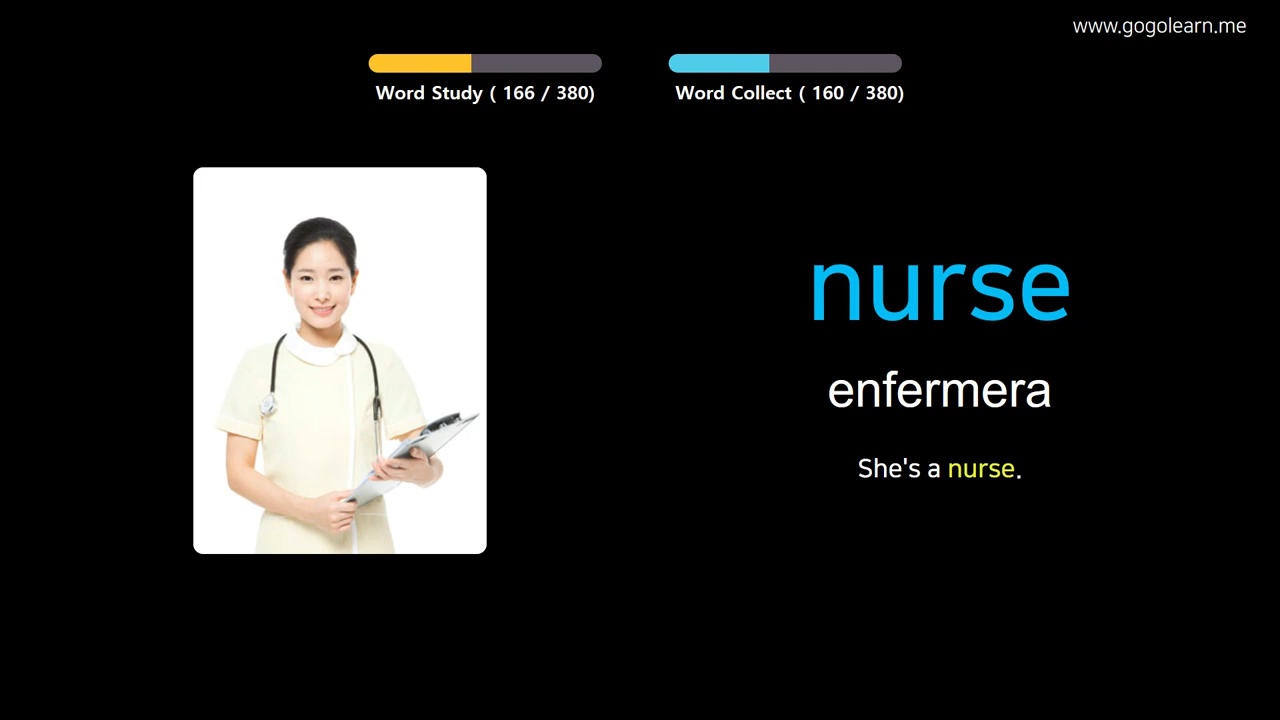 www.gogolearn.me
Word Study ( 166 / 380)
Word Collect ( 160 / 380)
nurse
enfermera
She's a nurse.